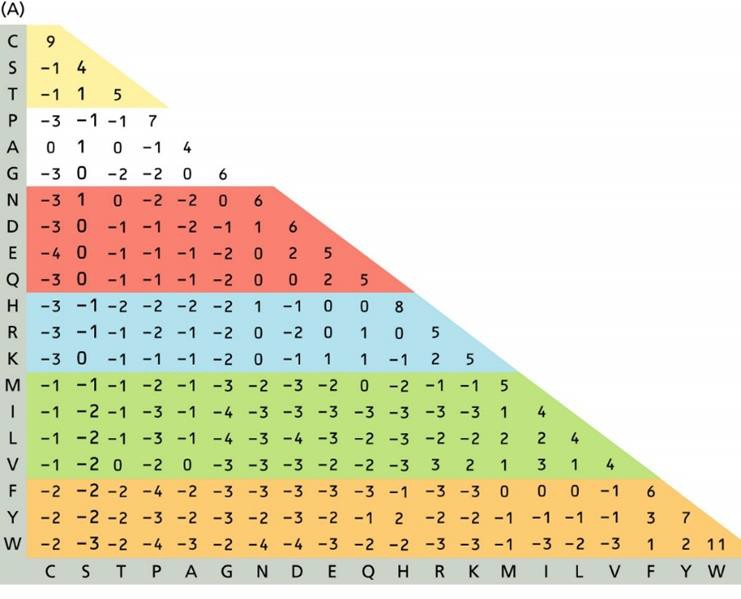 (A)
C 9
S −1 4
T −1 1 5
P −3 −1 −1 7
A 0 1 0 −1 4
G −3 0 −2 −2 0 6
N −3 1 0 −2 −2 0 6
D −3 0 −1 −1 −2 −1 1 6
E −4 0 −1 −1 −1 −2 0 2 5
Q −3 0 −1 −1 −1 −2 0 0 2 5
H −3 −1 −2 −2 −2 −2 1 −1 0 0 8
R −3 −1 −1 −2 −1 −2 0 −2 0 1 0 5
K −3 0 −1 −1 −1 −2 0 −1 1 1 −1 2 5
M −1 −1 −1 −2 −1 −3 −2 −3 −2 0 −2 −1 −1 5
I −1 −2 −1 −3 −1 −4 −3 −3 −3 −3 −3 −3 −3 1 4
L −1 −2 −1 −3 −1 −4 −3 −4 −3 −2 −3 −2 −2 2 2 4
V −1 −2 0 −2 0 −3 −3 −3 −2 −2 −3 3 2 1 3 1 4
F −2 −2 −2 −4 −2 −3 −3 −3 −3 −3 −1 −3 −3 0 0 0 −1 6
Y −2 −2 −2 −3 −2 −3 −2 −3 −2 −1 2 −2 −2 −1 −1 −1 −1 3 7
W −2 −3 −2 −4 −3 −2 −4 −4 −3 −2 −2 −3 −3 −1 −3 −2 −3 1 2 11
C S T P A G N D E Q H R K M I L V F Y W